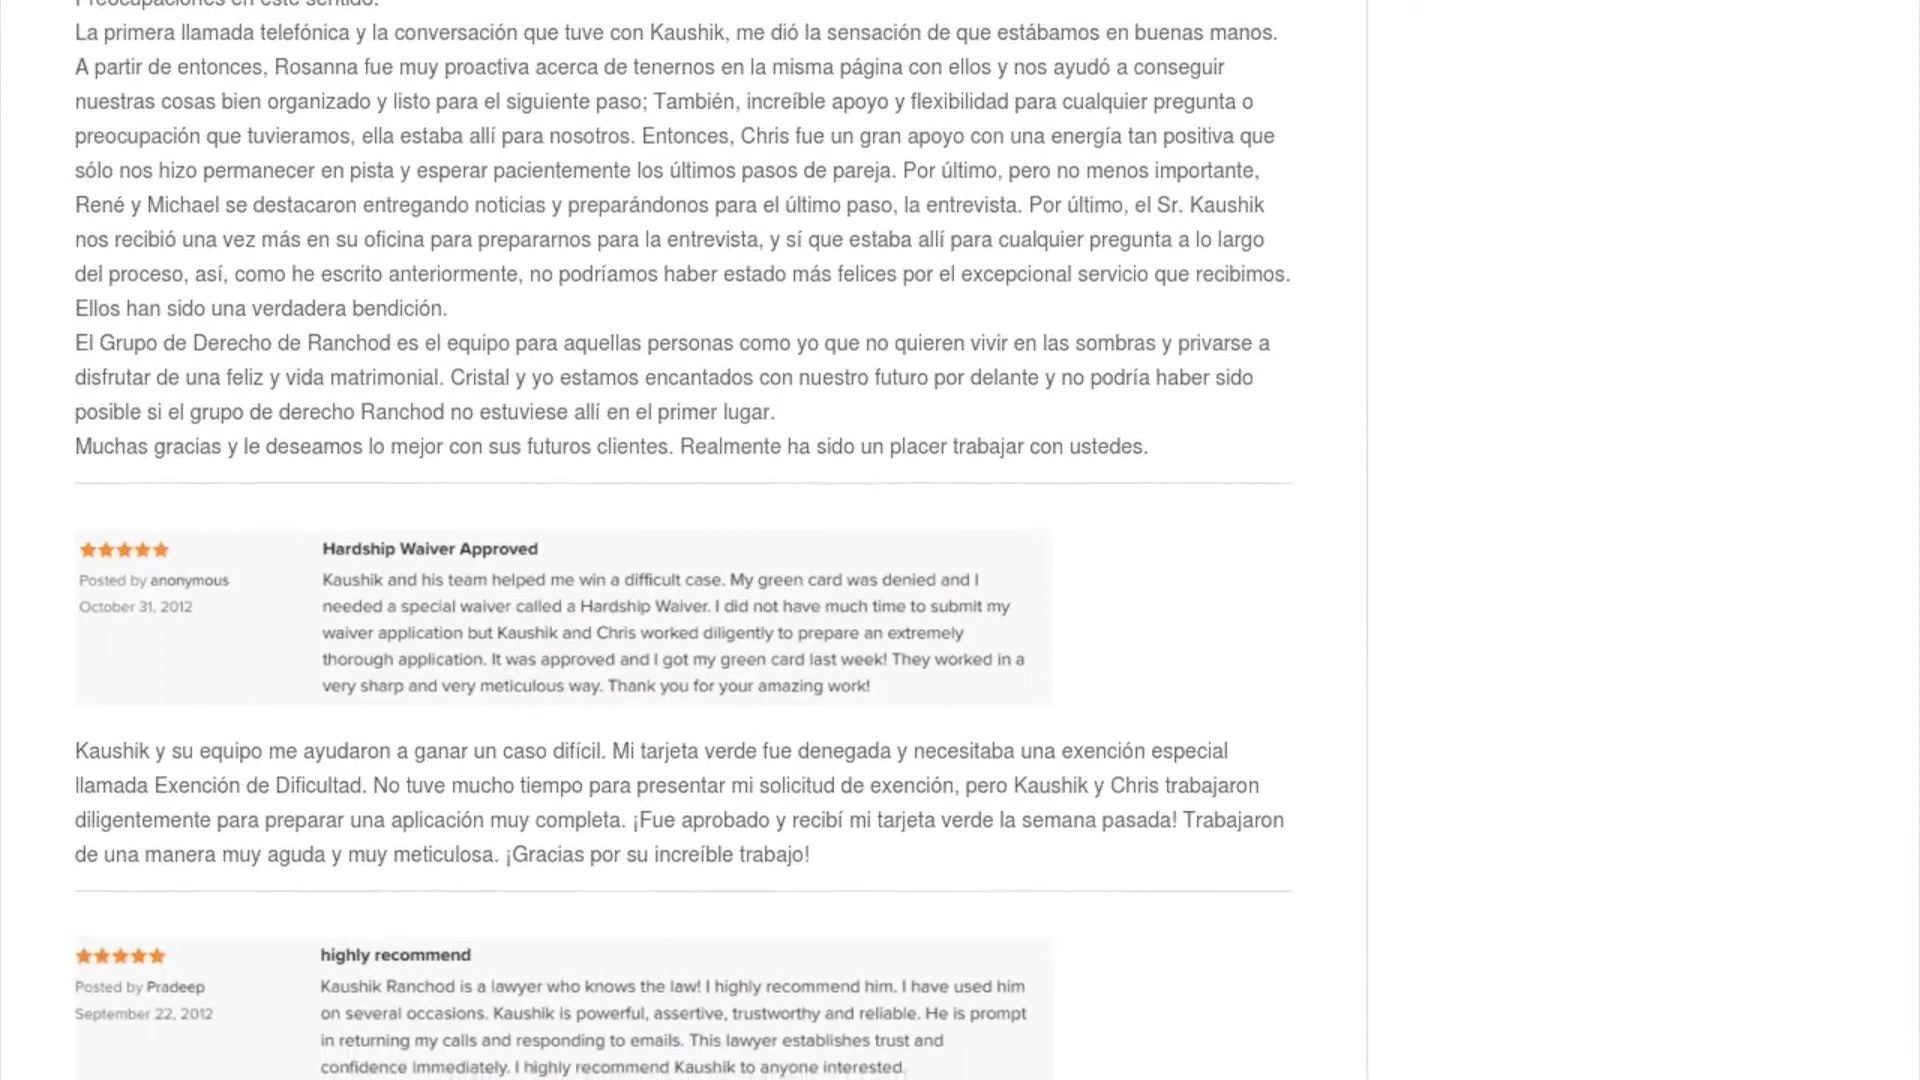 Preocupaciones en este sentido.
La primera llamada telefónica y la conversación que tuve con Kaushik, me dió la sensación de que estábamos en buenas manos.
A partir de entonces, Rosanna fue muy proactiva acerca de tenernos en la misma página con ellos y nos ayudó a conseguir
nuestras cosas bien organizado y listo para el siguiente paso; También, increíble apoyo y flexibilidad para cualquier pregunta o
preocupación que tuvieramos, ella estaba allí para nosotros. Entonces, Chris fue un gran apoyo con una energía tan positiva que
sólo nos hizo permanecer en pista y esperar pacientemente los últimos pasos de pareja. Por último, pero no menos importante,
René y Michael se destacaron entregando noticias y preparándonos para el último paso, la entrevista. Por último, el Sr. Kaushik
nos recibió una vez más en su oficina para prepararnos para la entrevista, y sí que estaba allí para cualquier pregunta a lo largo
del proceso, así, como he escrito anteriormente, no podríamos haber estado más felices por el excepcional servicio que recibimos.
Ellos han sido una verdadera bendición.
El Grupo de Derecho de Ranchod es el equipo para aquellas personas como yo que no quieren vivir en las sombras y privarse a
disfrutar de una feliz y vida matrimonial. Cristal y yo estamos encantados con nuestro futuro por delante y no podría haber sido
posible si el grupo de derecho Ranchod no estuviese allí en el primer lugar.
Muchas gracias y le deseamos lo mejor con sus futuros clientes. Realmente ha sido un placer trabajar con ustedes.
Hardship Waiver Approved
Posted by anonymous
October 31, 2012
Kaushik and his team helped me win a difficult case. My green card was denied and I
needed a special waiver called a Hardship Waiver. I did not have much time to submit my
waiver application but Kaushik and Chris worked diligently to prepare an extremely
thorough application. It was approved and I got my green card last week! They worked in a
very sharp and very meticulous way. Thank you for your amazing work!
Kaushik y su equipo me ayudaron a ganar un caso difícil. Mi tarjeta verde fue denegada y necesitaba una exención especial
llamada Exención de Dificultad. No tuve mucho tiempo para presentar mi solicitud de exención, pero Kaushik y Chris trabajaron
diligentemente para preparar una aplicación muy completa. ¡Fue aprobado y recibí mi tarjeta verde la semana pasada! Trabajaron
de una manera muy aguda y muy meticulosa. ¡Gracias por su increíble trabajo!
highly recommend
Posted by Pradeep
September 22, 2012
Kaushik Ranchod is a lawyer who knows the law! I highly recommend him. I have used him
on several occasions. Kaushik is powerful, assertive, trustworthy and reliable. He is prompt
in returning my calls and responding to emails. This lawyer establishes trust and
confidence immediately. I highly recommend Kaushik to anyone interested.